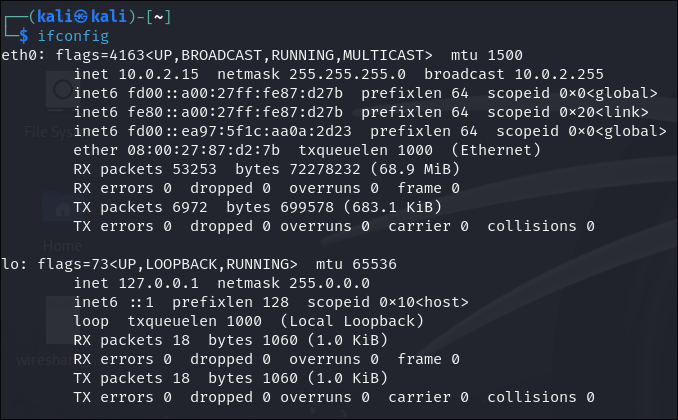 ┌──(kali㉿kali)-[~]
└─$ ifconfig
eth0: flags=4163<UP,BROADCAST,RUNNING,MULTICAST>  mtu 1500
        inet 10.0.2.15  netmask 255.255.255.0  broadcast 10.0.2.255
        inet6 fd00::a00:27ff:fe87:d27b  prefixlen 64  scopeid 0×0<global>
        inet6 fe80::a00:27ff:fe87:d27b  prefixlen 64  scopeid 0×20<link>
        inet6 fd00::ea97:5f1c:aa0a:2d23  prefixlen 64  scopeid 0×0<global>
        ether 08:00:27:87:d2:7b  txqueuelen 1000  (Ethernet)
        RX packets 53253  bytes 72278232 (68.9 MiB)
File Sys
        RX errors 0  dropped 0  overruns 0  frame 0
        TX packets 6972  bytes 699578 (683.1 KiB)
        TX errors 0  dropped 0 overruns 0  carrier 0  collisions 0
Home
lo: flags=73<UP,LOOPBACK,RUNNING>  mtu 65536
        inet 127.0.0.1  netmask 255.0.0.0
        inet6 ::1  prefixlen 128  scopeid 0×10<host>
        loop  txqueuelen 1000  (Local Loopback)
        RX packets 18  bytes 1060 (1.0 KiB)
wiresha
        RX errors 0  dropped 0  overruns 0  frame 0
        TX packets 18  bytes 1060 (1.0 KiB)
        TX errors 0  dropped 0 overruns 0  carrier 0  collisions 0